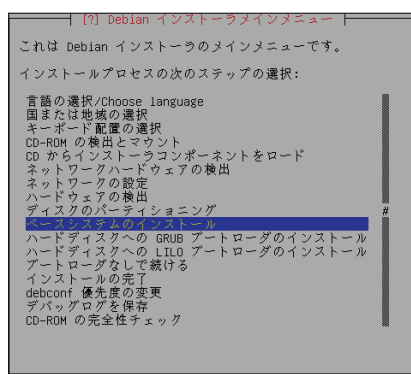 [?] Debian インストーラメインメニュー
これは Debian インストーラのメインメニューです。
インストールプロセスの次のステップの選択:
言語の選択/Choose language
国または地域の選択
キーボード配置の選択
CD-ROM の検出とマウント
CD からインストーラコンポーネントをロード
ネットワークハードウェアの検出
ネットワークの設定
ハードウェアの検出
ディスクのパーティショニング
ベースシステムのインストール
ハードディスクへの GRUB ブートローダのインストール
ハードディスクへの LILO ブートローダのインストール
ブートローダなしで続ける
インストールの完了
debconf 優先度の変更
デバッグログを保存
CD-ROM の完全性チェック